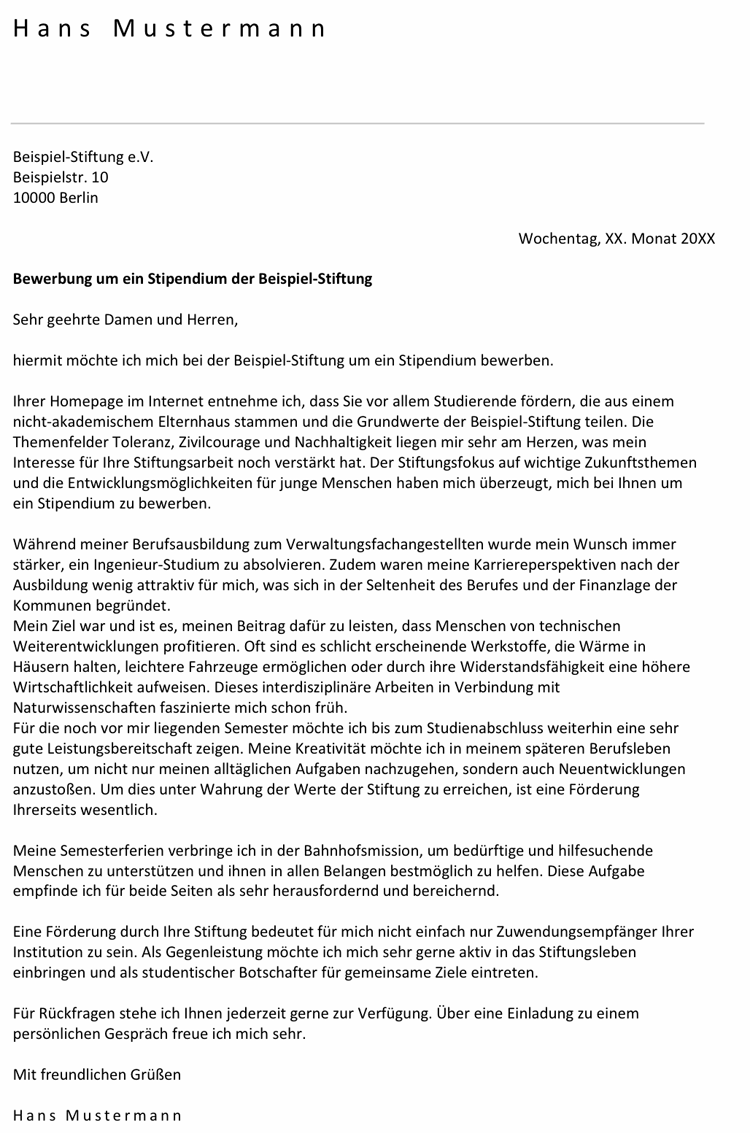 Hans Mustermann
Beispiel-Stiftung e.V.
Beispielstr. 10
10000 Berlin
Wochentag, XX. Monat 20XX
Bewerbung um ein Stipendium der Beispiel-Stiftung
Sehr geehrte Damen und Herren,
hiermit möchte ich mich bei der Beispiel-Stiftung um ein Stipendium bewerben.
Ihrer Homepage im Internet entnehme ich, dass Sie vor allem Studierende fördern, die aus einem
nicht-akademischem Elternhaus stammen und die Grundwerte der Beispiel-Stiftung teilen. Die
Themenfelder Toleranz, Zivilcourage und Nachhaltigkeit liegen mir sehr am Herzen, was mein
Interesse für Ihre Stiftungsarbeit noch verstärkt hat. Der Stiftungsfokus auf wichtige Zukunftsthemen
und die Entwicklungsmöglichkeiten für junge Menschen haben mich überzeugt, mich bei Ihnen um
ein Stipendium zu bewerben.
Während meiner Berufsausbildung zum Verwaltungsfachangestellten wurde mein Wunsch immer
stärker, ein Ingenieur-Studium zu absolvieren. Zudem waren meine Karriereperspektiven nach der
Ausbildung wenig attraktiv für mich, was sich in der Seltenheit des Berufes und der Finanzlage der
Kommunen begründet.
Mein Ziel war und ist es, meinen Beitrag dafür zu leisten, dass Menschen von technischen
Weiterentwicklungen profitieren. Oft sind es schlicht erscheinende Werkstoffe, die Wärme in
Häusern halten, leichtere Fahrzeuge ermöglichen oder durch ihre Widerstandsfähigkeit eine höhere
Wirtschaftlichkeit aufweisen. Dieses interdisziplinäre Arbeiten in Verbindung mit
Naturwissenschaften faszinierte mich schon früh.
Für die noch vor mir liegenden Semester möchte ich bis zum Studienabschluss weiterhin eine sehr
gute Leistungsbereitschaft zeigen. Meine Kreativität möchte ich in meinem späteren Berufsleben
nutzen, um nicht nur meinen alltäglichen Aufgaben nachzugehen, sondern auch Neuentwicklungen
anzustoßen. Um dies unter Wahrung der Werte der Stiftung zu erreichen, ist eine Förderung
Ihrerseits wesentlich.
Meine Semesterferien verbringe ich in der Bahnhofsmission, um bedürftige und hilfesuchende
Menschen zu unterstützen und ihnen in allen Belangen bestmöglich zu helfen. Diese Aufgabe
empfinde ich für beide Seiten als sehr herausfordernd und bereichernd.
Eine Förderung durch Ihre Stiftung bedeutet für mich nicht einfach nur Zuwendungsempfänger Ihrer
Institution zu sein. Als Gegenleistung möchte ich mich sehr gerne aktiv in das Stiftungsleben
einbringen und als studentischer Botschafter für gemeinsame Ziele eintreten.
Für Rückfragen stehe ich Ihnen jederzeit gerne zur Verfügung. Über eine Einladung zu einem
persönlichen Gespräch freue ich mich sehr.
Mit freundlichen Grüßen
Hans Mustermann